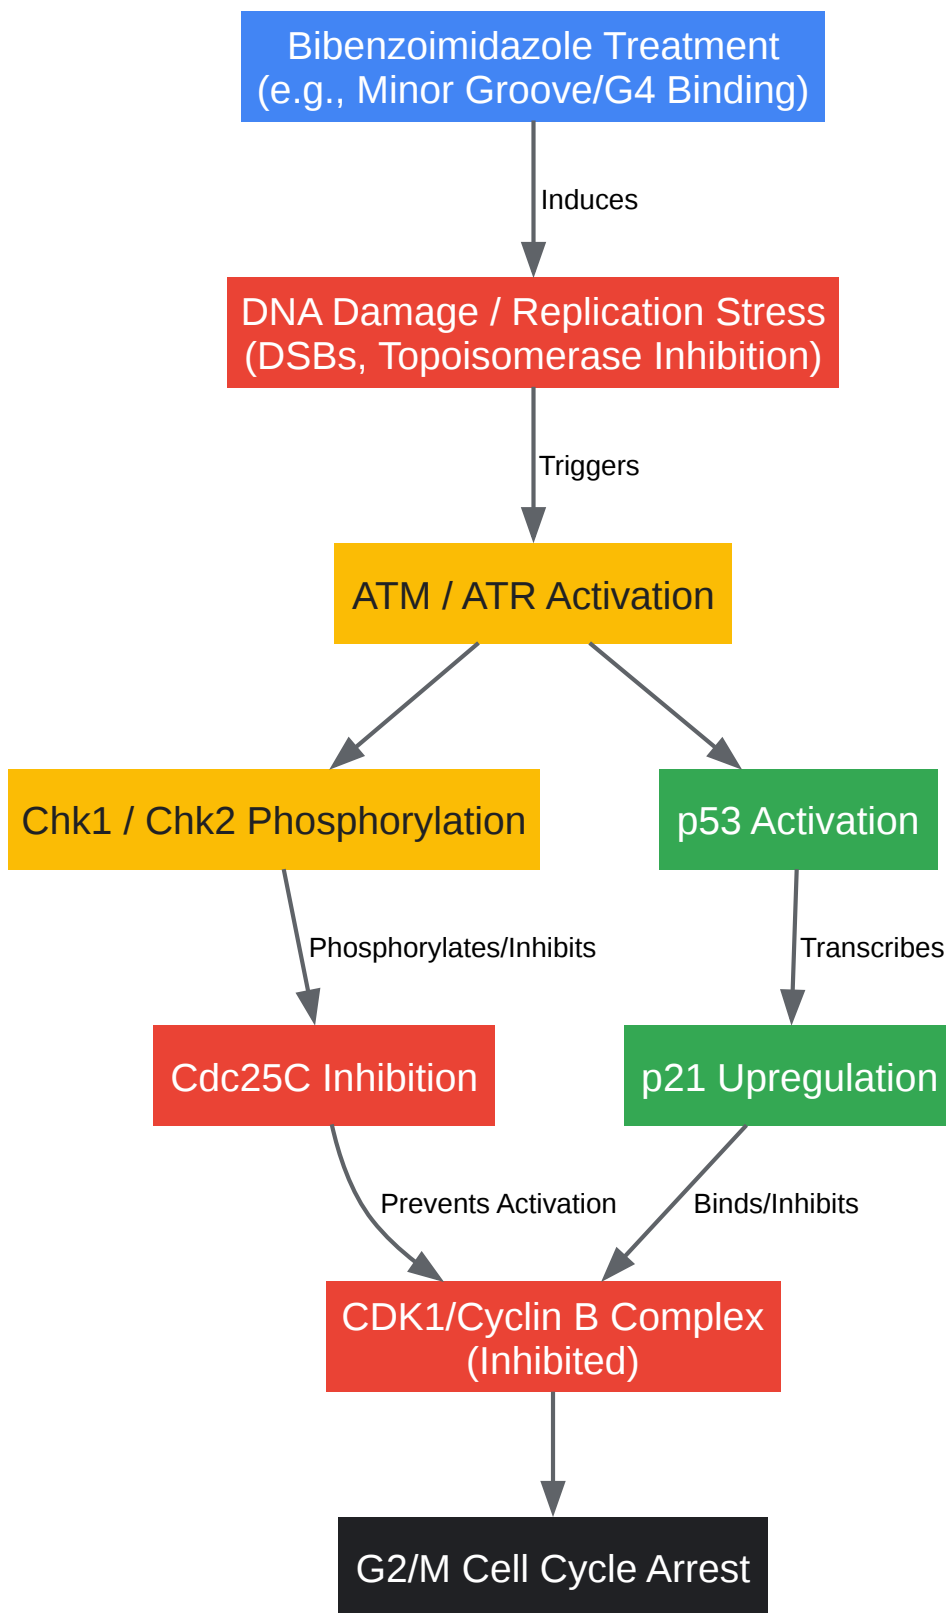 Bibenzoimidazole Treatment
(e.g., Minor Groove/G4 Binding)
Induces
DNA Damage / Replication Stress
(DSBs, Topoisomerase Inhibition)
Triggers
ATM / ATR Activation
Chk1 / Chk2 Phosphorylation
p53 Activation
Phosphorylates/Inhibits
Transcribes
Cdc25C Inhibition
p21 Upregulation
Prevents Activation
Binds/Inhibits
CDK1/Cyclin B Complex
(Inhibited)
G2/M Cell Cycle Arrest